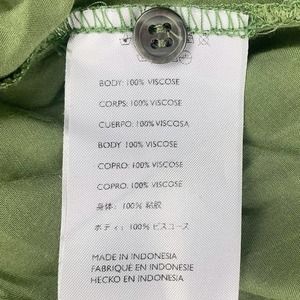 BODY: 100% VISCOSE
CORPS: 100% VISCOSE
CUERPO: 100% VISCOSA
BODY 100% VISCOSE
COPRO: 100% VISCOSE
COPRO: 100% VISCOSE
身体: 100% 粘胶
ボディ: 100% ビスコース
MADE IN INDONESIA
FABRIQUE EN INDONESIE
HECKO EN INDONESIA